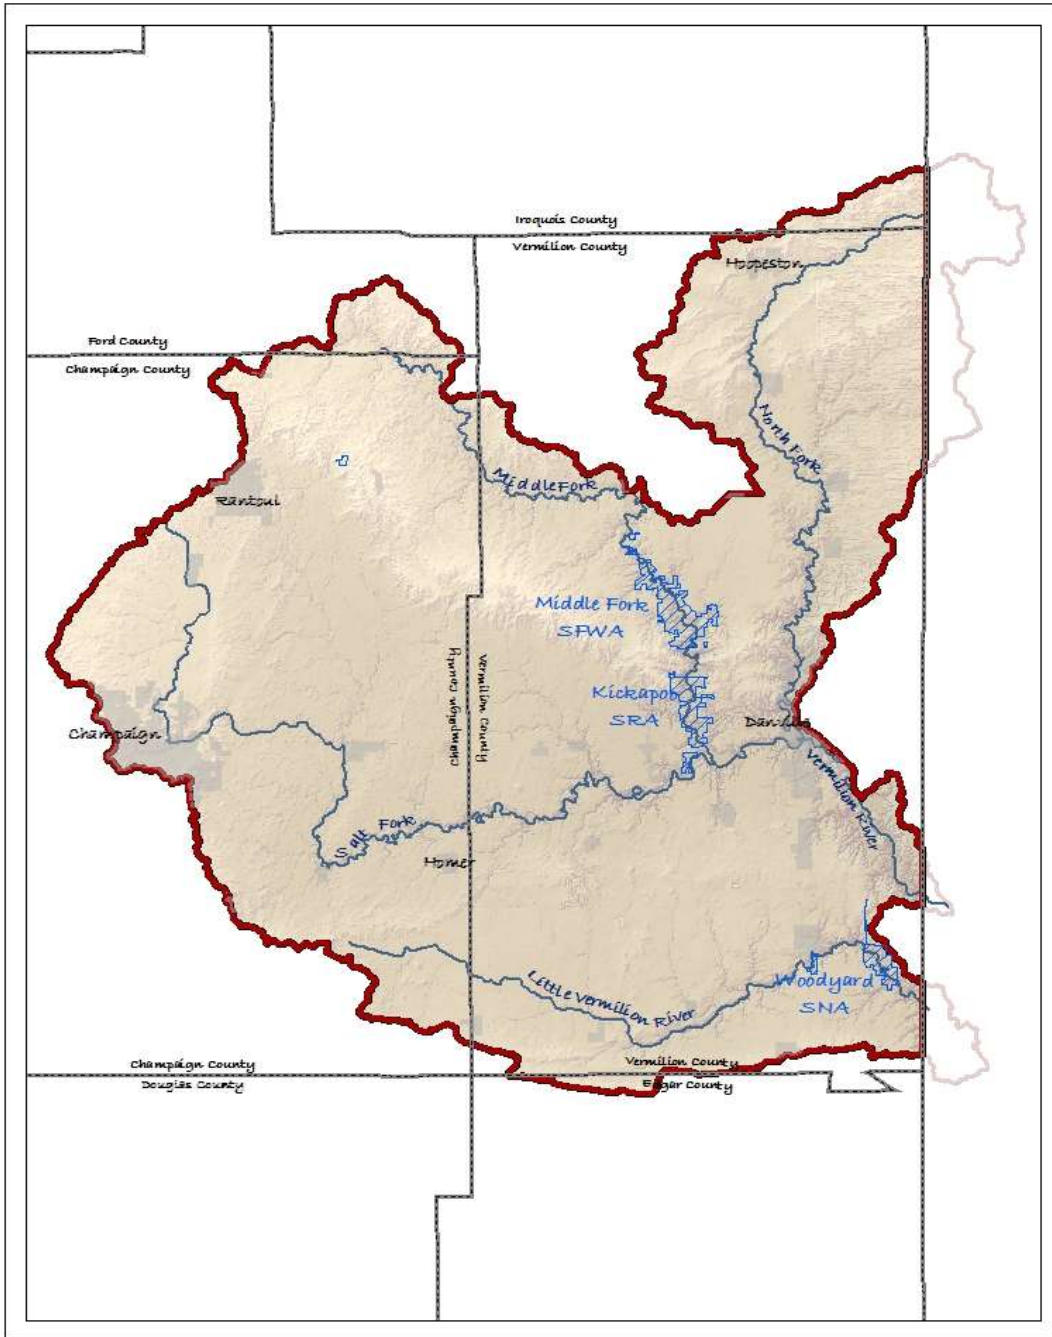 Iroquois County
Vermilion County
Hoopeston
Ford County
Champaign County
North Fork
Middle Fork
Rantoul
Middle Fork
SFWA
Champaign County
Vermilion County
Kickapoo
SRA
Champaign
Danville
Vermilion River
Salt Fork
Homer
Little Vermilion River
Woodyard
SNA
Champaign County
Vermilion County
Douglas County
Edgar County